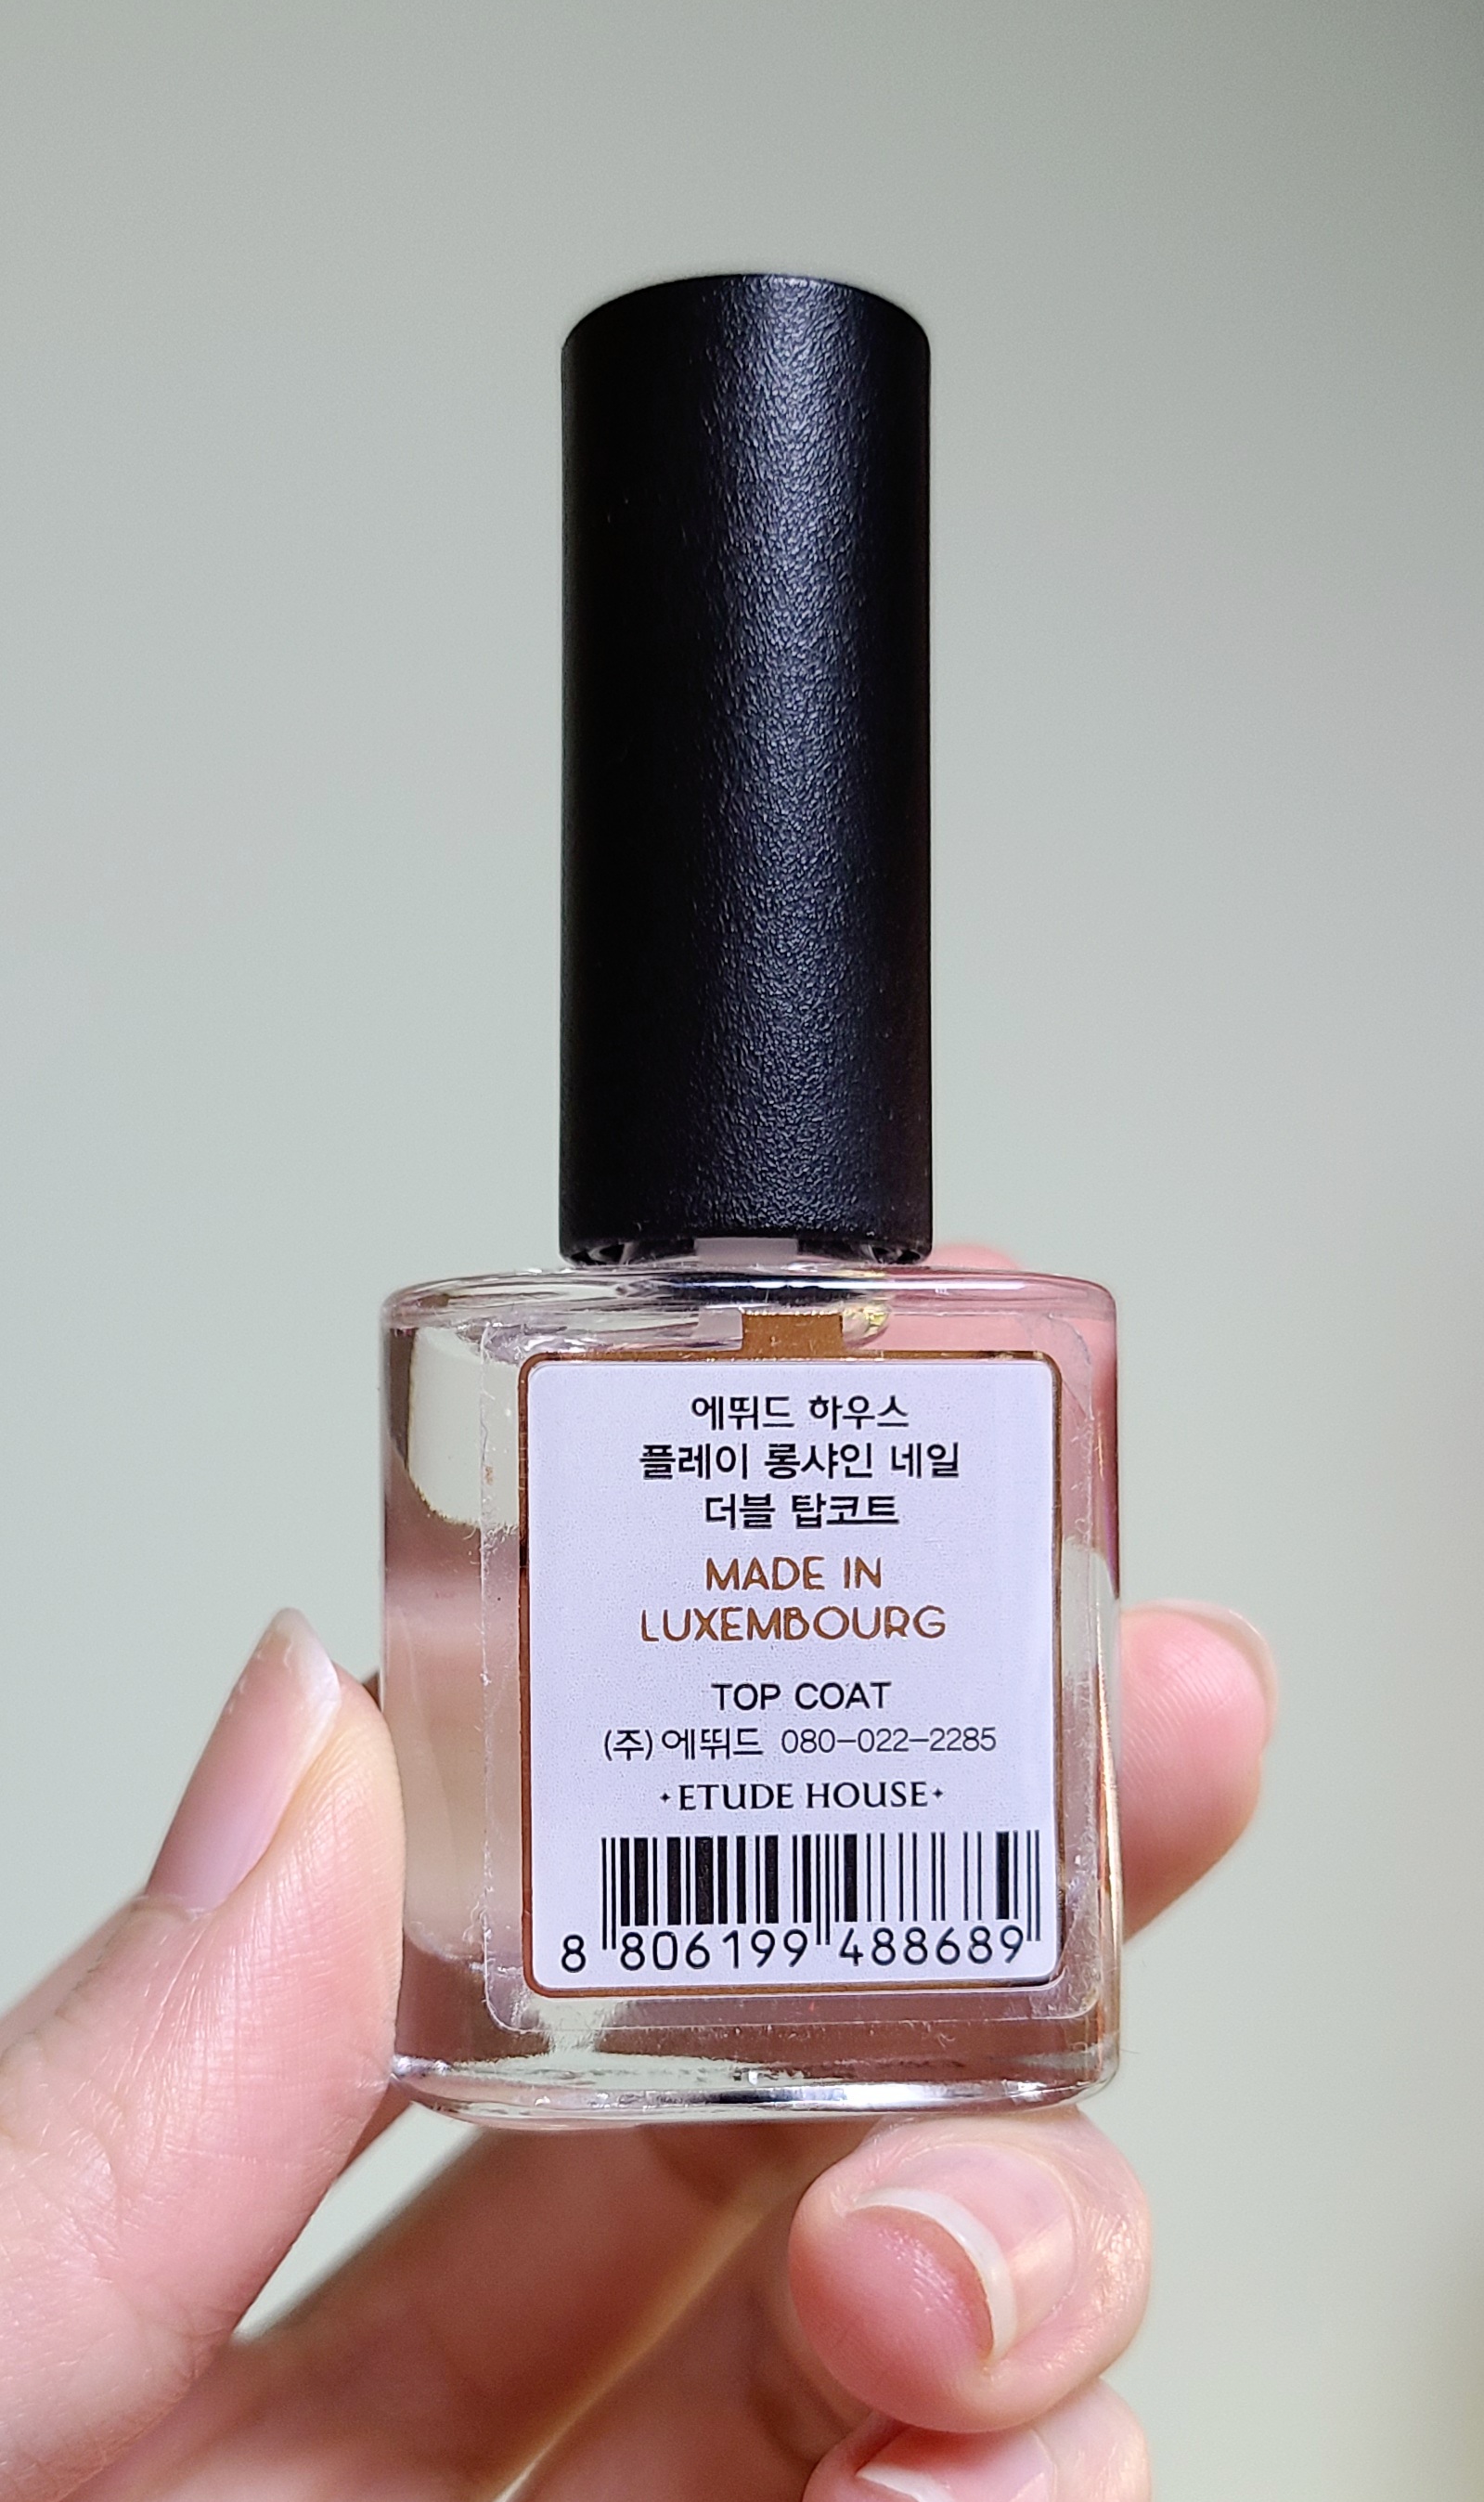 에뛰드 하우스
플레이 롱샤인 네일
더블 탑코트
MADE IN
LUXEMBOURG
TOP COAT
(주)에뛰드 080-022-2285
ETUDE HOUSE
8 806199 488689